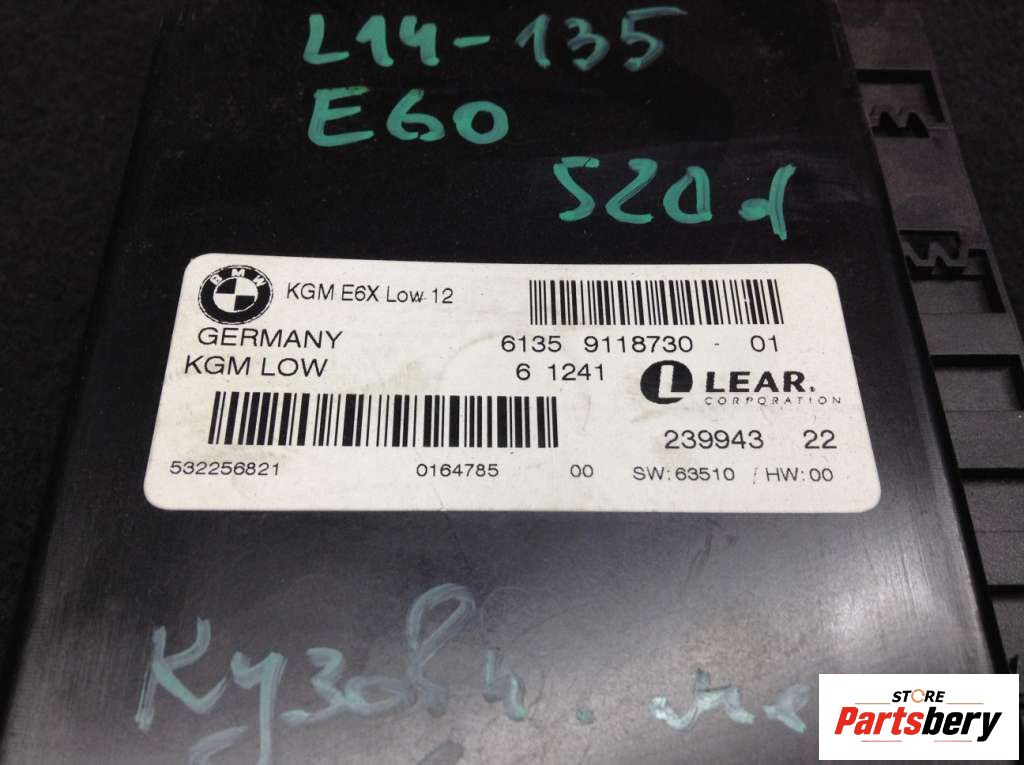 L14-135
E60
520d
BMW
KGM E6X Low 12
GERMANY
6135 9118730 - 01
KGM LOW
6 1241
L LEAR.
CORPORATION
239943 22
532256821 0164785 00 SW: 63510 / HW: 00
STORE
Partsbery